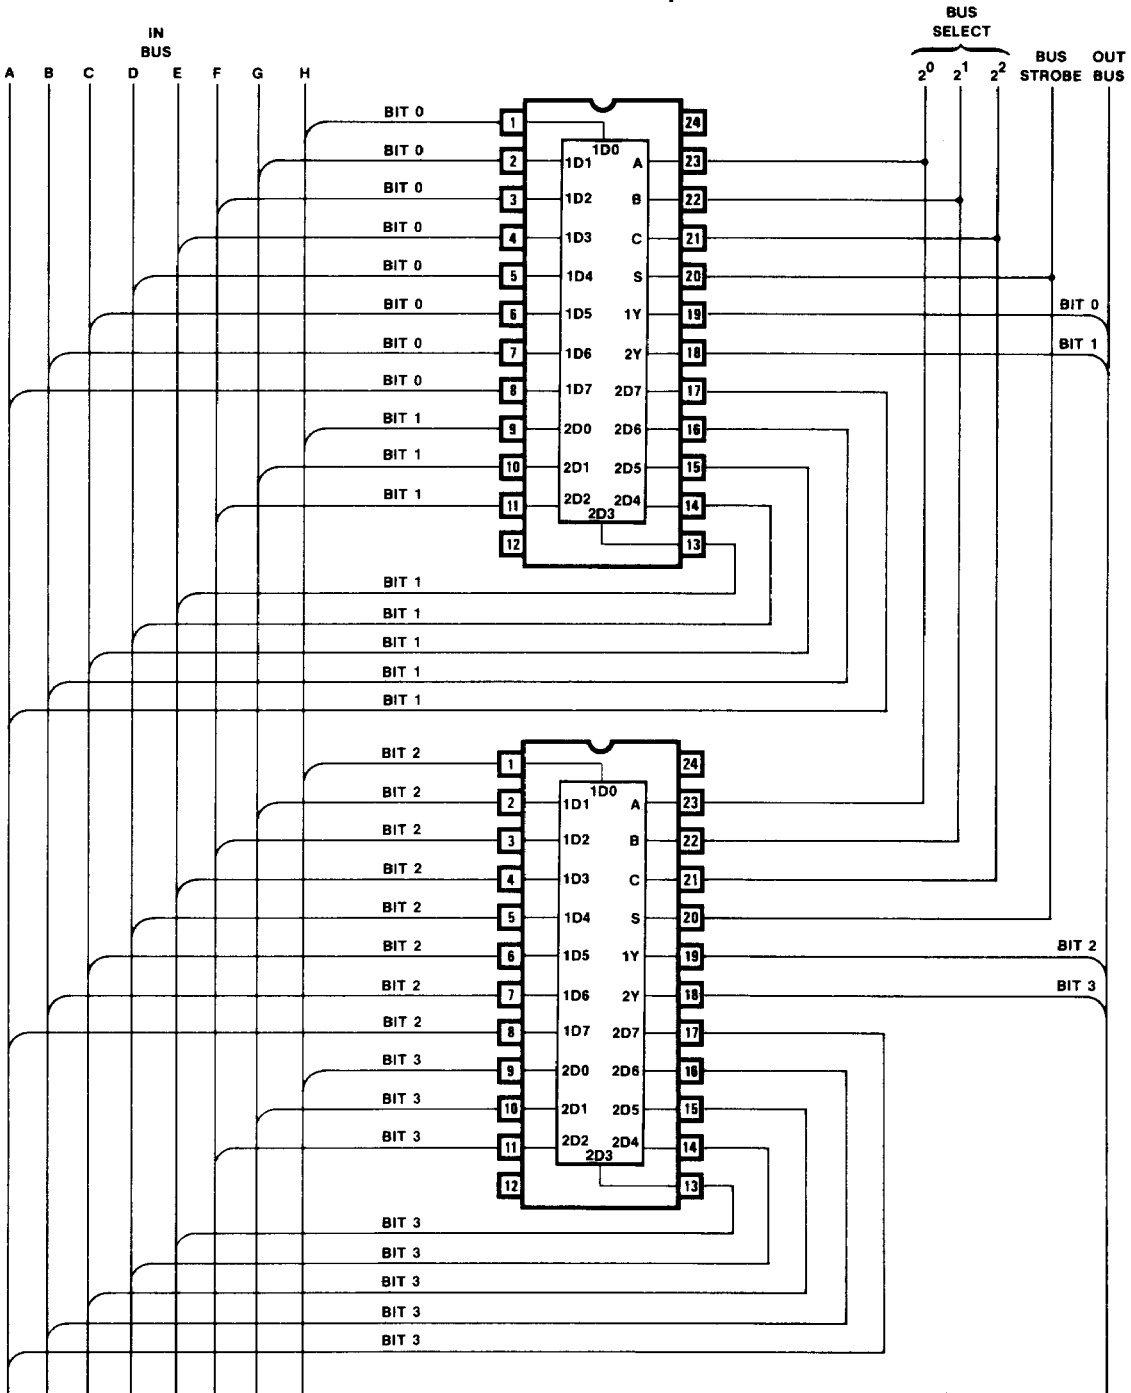 IN
BUS
A B C D E F G H
BUS
SELECT
2^0 2^1 2^2
BUS
STROBE
OUT
BUS
BIT 0 1 1D0 24
BIT 0 2 1D1 A 23
BIT 0 3 1D2 B 22
BIT 0 4 1D3 C 21
BIT 0 5 1D4 S 20
BIT 0 6 1D5 1Y 19 BIT 0
BIT 0 7 1D6 2Y 18 BIT 1
BIT 0 8 1D7 2D7 17
BIT 1 9 2D0 2D6 16
BIT 1 10 2D1 2D5 15
BIT 1 11 2D2 2D4 14
2D3
12 13
BIT 1
BIT 1
BIT 1
BIT 1
BIT 1
BIT 2 1 1D0 24
BIT 2 2 1D1 A 23
BIT 2 3 1D2 B 22
BIT 2 4 1D3 C 21
BIT 2 5 1D4 S 20
BIT 2 6 1D5 1Y 19 BIT 2
BIT 2 7 1D6 2Y 18 BIT 3
BIT 2 8 1D7 2D7 17
BIT 3 9 2D0 2D6 16
BIT 3 10 2D1 2D5 15
BIT 3 11 2D2 2D4 14
2D3
12 13
BIT 3
BIT 3
BIT 3
BIT 3
BIT 3